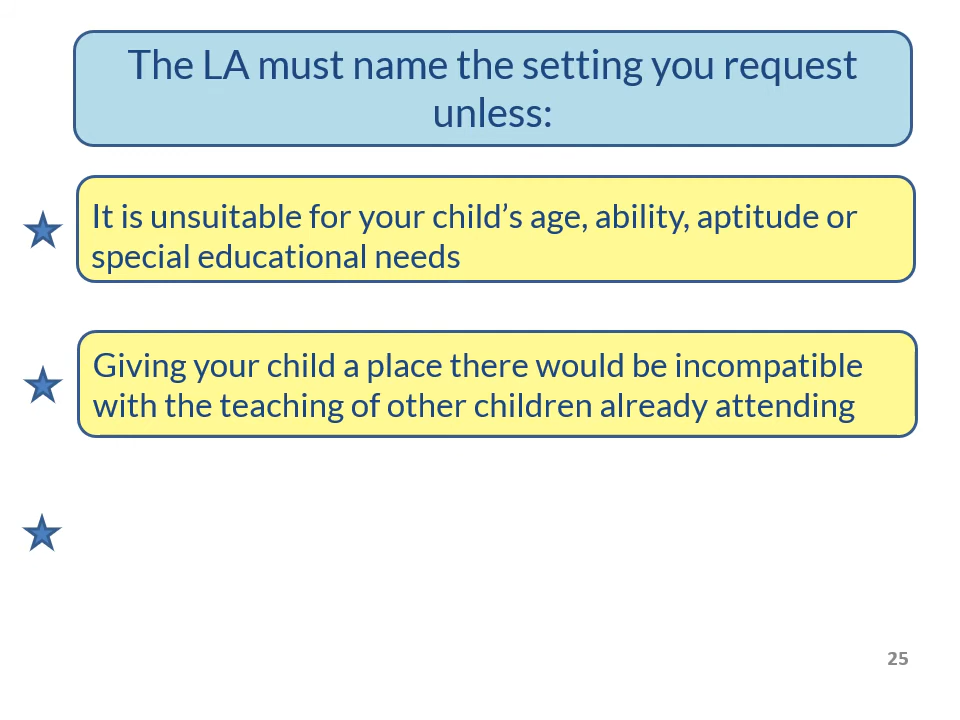 The LA must name the setting you request
unless:
It is unsuitable for your child’s age, ability, aptitude or
special educational needs
Giving your child a place there would be incompatible
with the teaching of other children already attending
25